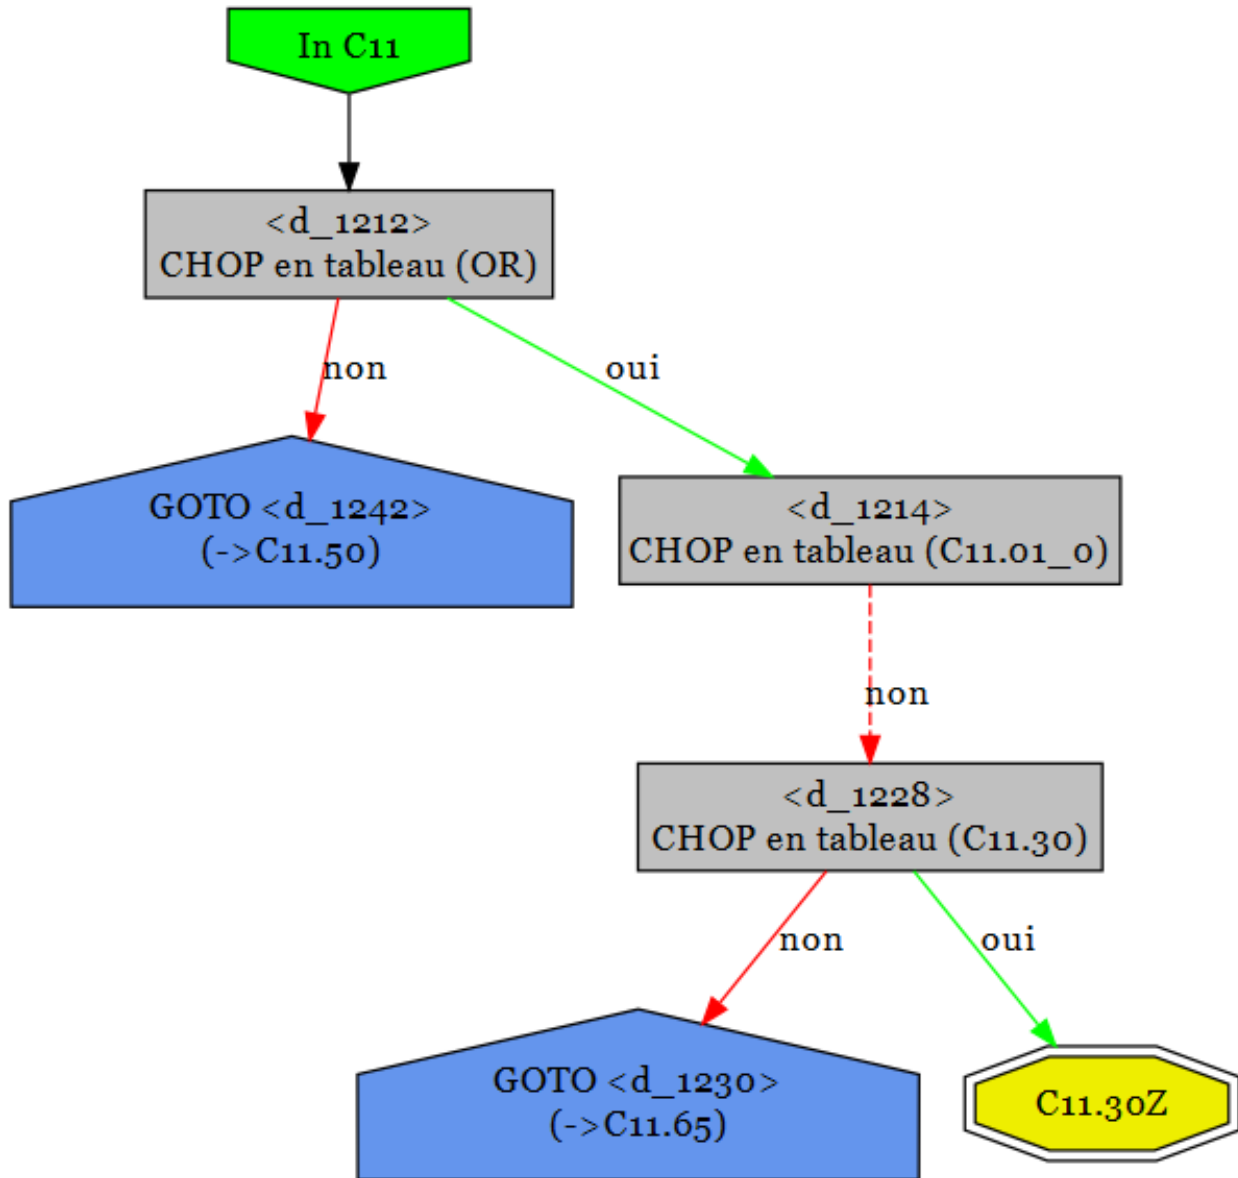 In C11
<d_1212>
CHOP en tableau (OR)
non
oui
GOTO <d_1242>
(->C11.50)
<d_1214>
CHOP en tableau (C11.01_0)
non
<d_1228>
CHOP en tableau (C11.30)
non
oui
GOTO <d_1230>
(->C11.65)
C11.30Z